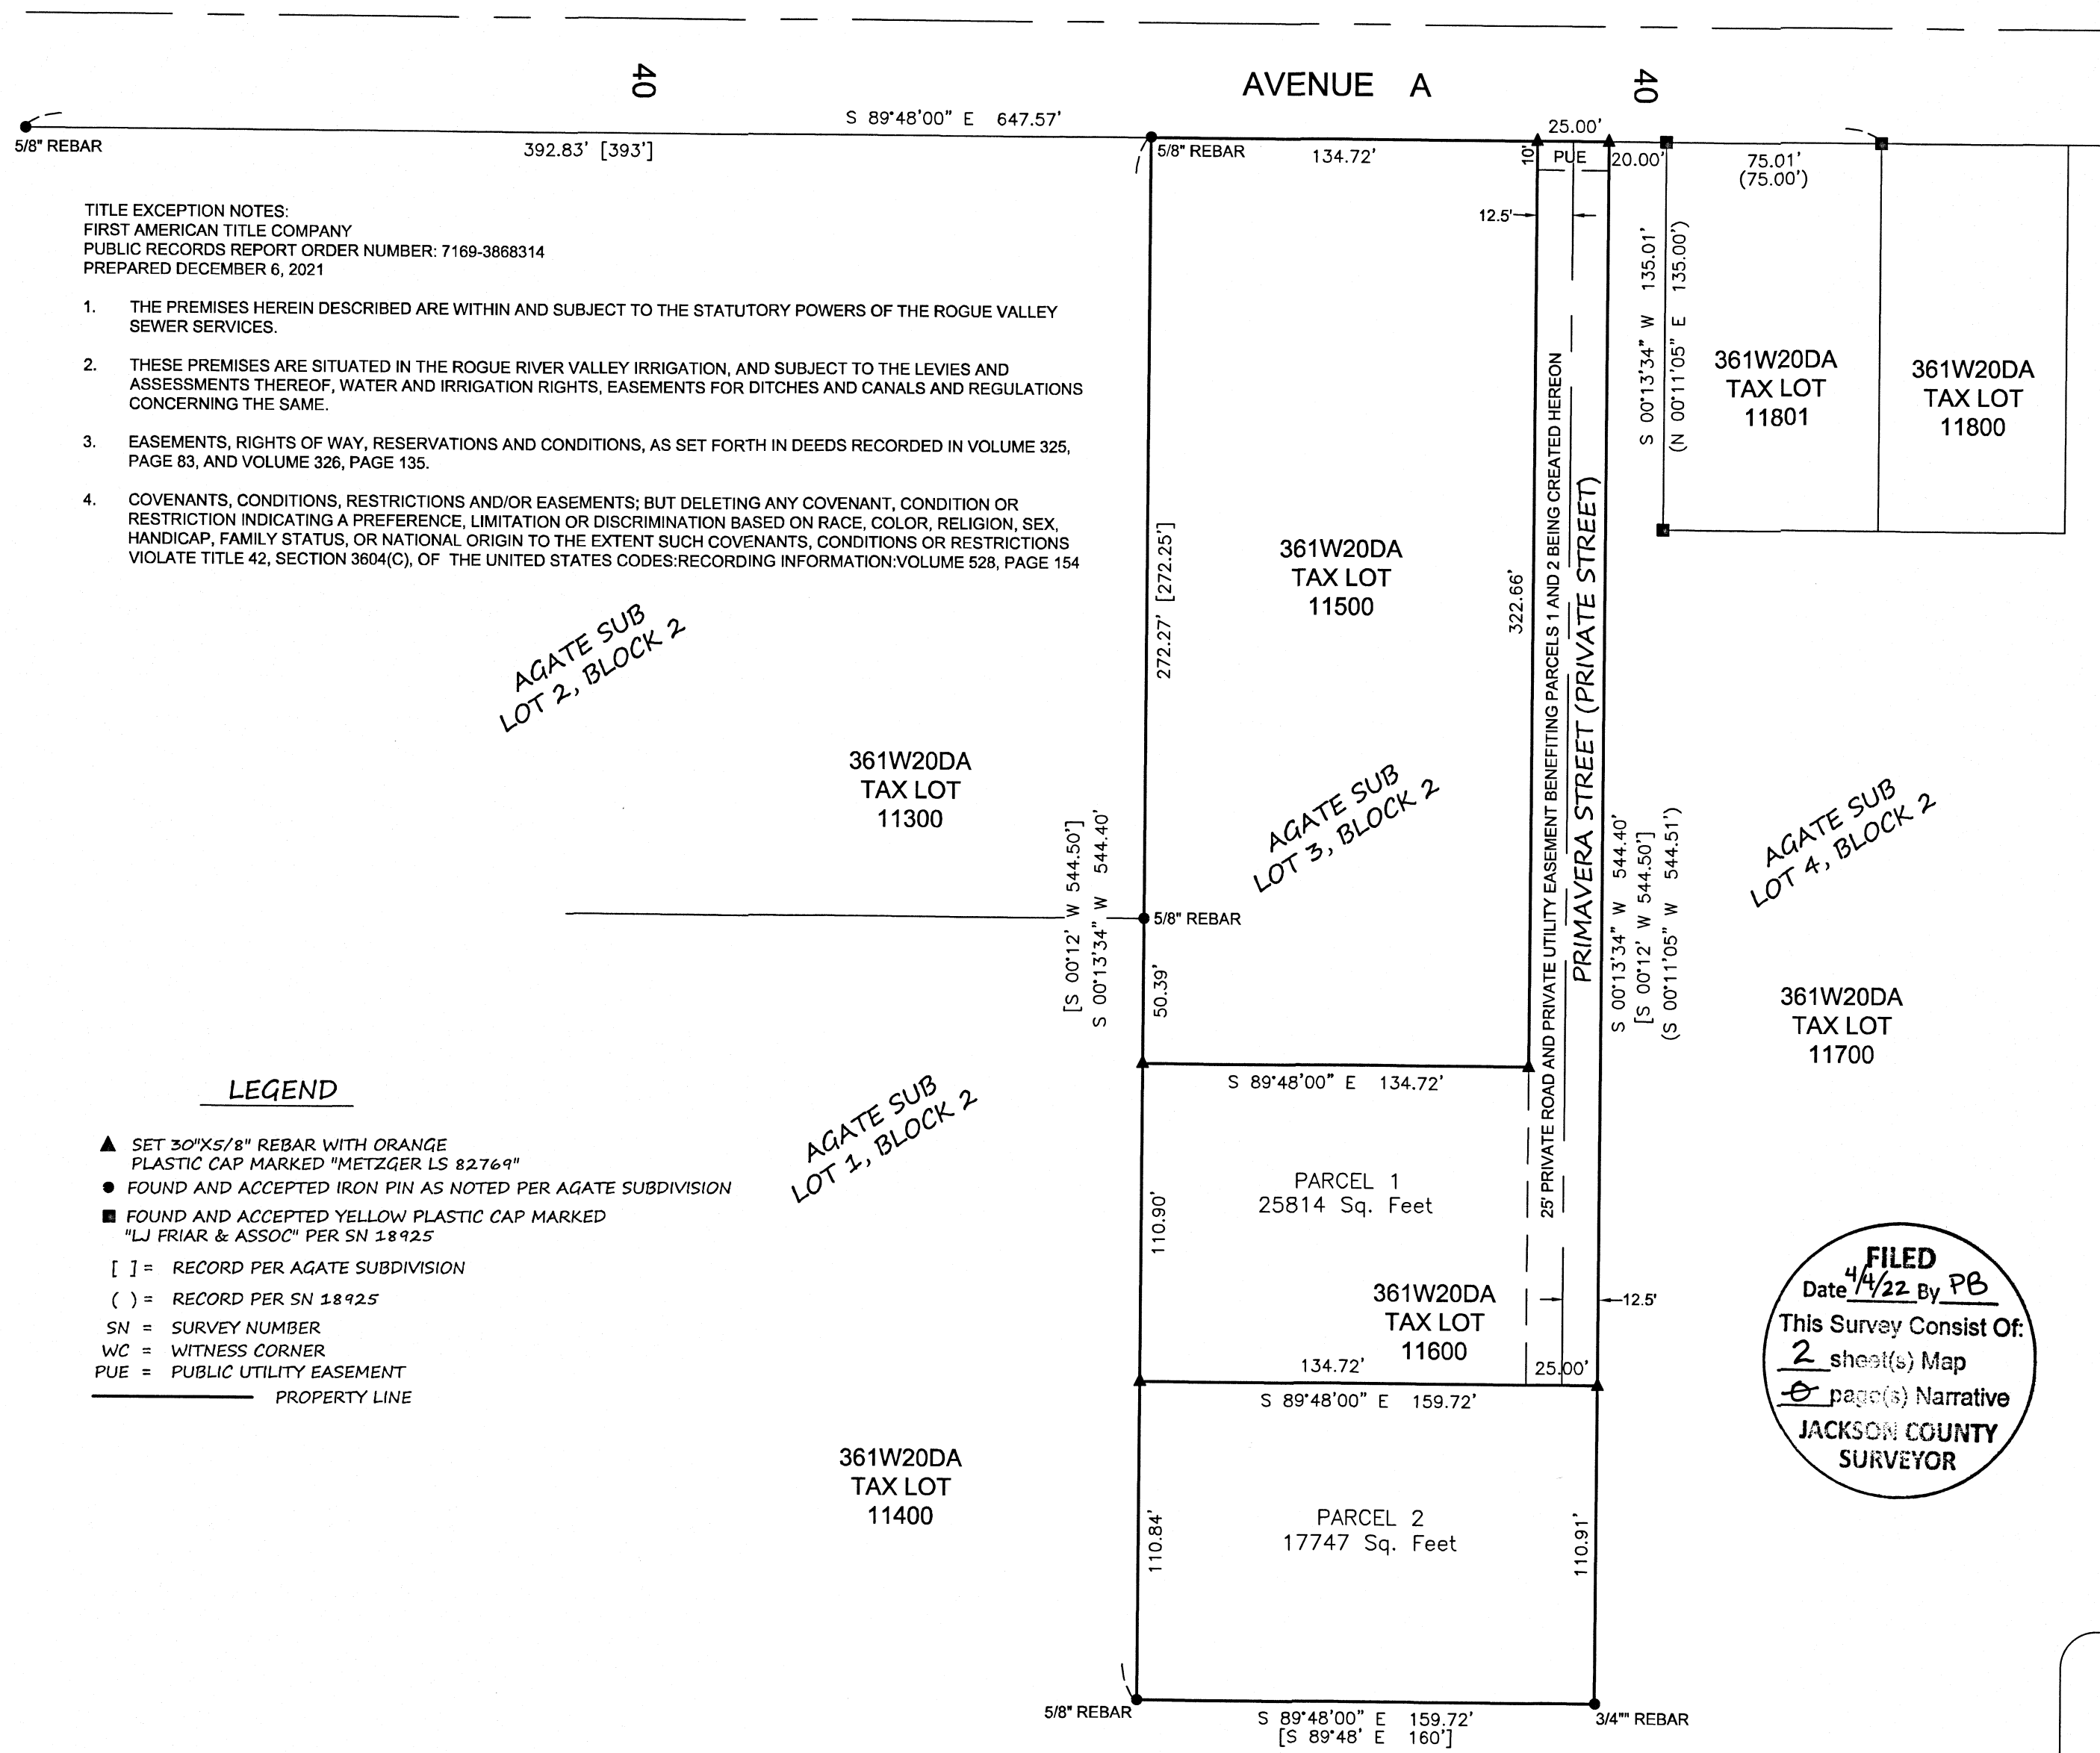 40
AVENUE A
40
S 89°48'00" E 647.57'
25.00'
5/8" REBAR
392.83' [393']
5/8" REBAR
134.72'
10'
PUE
20.00'
75.01'
(75.00')
12.5'
TITLE EXCEPTION NOTES:
FIRST AMERICAN TITLE COMPANY
PUBLIC RECORDS REPORT ORDER NUMBER: 7169-3868314
PREPARED DECEMBER 6, 2021
1. THE PREMISES HEREIN DESCRIBED ARE WITHIN AND SUBJECT TO THE STATUTORY POWERS OF THE ROGUE VALLEY
SEWER SERVICES.
2. THESE PREMISES ARE SITUATED IN THE ROGUE RIVER VALLEY IRRIGATION, AND SUBJECT TO THE LEVIES AND
ASSESSMENTS THEREOF, WATER AND IRRIGATION RIGHTS, EASEMENTS FOR DITCHES AND CANALS AND REGULATIONS
CONCERNING THE SAME.
3. EASEMENTS, RIGHTS OF WAY, RESERVATIONS AND CONDITIONS, AS SET FORTH IN DEEDS RECORDED IN VOLUME 325,
PAGE 83, AND VOLUME 326, PAGE 135.
4. COVENANTS, CONDITIONS, RESTRICTIONS AND/OR EASEMENTS; BUT DELETING ANY COVENANT, CONDITION OR
RESTRICTION INDICATING A PREFERENCE, LIMITATION OR DISCRIMINATION BASED ON RACE, COLOR, RELIGION, SEX,
HANDICAP, FAMILY STATUS, OR NATIONAL ORIGIN TO THE EXTENT SUCH COVENANTS, CONDITIONS OR RESTRICTIONS
VIOLATE TITLE 42, SECTION 3604(C), OF THE UNITED STATES CODES:RECORDING INFORMATION:VOLUME 528, PAGE 154
S 00°13'34" W 135.01'
(N 00°11'05" E 135.00')
361W20DA
TAX LOT
11801
361W20DA
TAX LOT
11800
272.27' [272.25']
361W20DA
TAX LOT
11500
322.66'
25' PRIVATE ROAD AND PRIVATE UTILITY EASEMENT BENEFITING PARCELS 1 AND 2 BEING CREATED HEREON
PRIMAVERA STREET (PRIVATE STREET)
AGATE SUB
LOT 2, BLOCK 2
361W20DA
TAX LOT
11300
AGATE SUB
LOT 3, BLOCK 2
AGATE SUB
LOT 4, BLOCK 2
[S 00°12' W 544.50']
S 00°13'34" W 544.40'
5/8" REBAR
50.39'
S 00°13'34" W 544.40'
[S 00°12' W 544.50']
(S 00°11'05" W 544.51')
361W20DA
TAX LOT
11700
S 89°48'00" E 134.72'
AGATE SUB
LOT 1, BLOCK 2
LEGEND
SET 30"X5/8" REBAR WITH ORANGE
PLASTIC CAP MARKED "METZGER LS 82769"
FOUND AND ACCEPTED IRON PIN AS NOTED PER AGATE SUBDIVISION
FOUND AND ACCEPTED YELLOW PLASTIC CAP MARKED
"LJ FRIAR & ASSOC" PER SN 18925
[ ] = RECORD PER AGATE SUBDIVISION
( ) = RECORD PER SN 18925
SN = SURVEY NUMBER
WC = WITNESS CORNER
PUE = PUBLIC UTILITY EASEMENT
PROPERTY LINE
110.90'
PARCEL 1
25814 Sq. Feet
361W20DA
TAX LOT
11600
12.5'
134.72'
25.00'
S 89°48'00" E 159.72'
FILED
Date 4/4/22 By PB
This Survey Consist Of:
2 sheet(s) Map
0 page(s) Narrative
JACKSON COUNTY
SURVEYOR
361W20DA
TAX LOT
11400
110.84'
PARCEL 2
17747 Sq. Feet
110.91'
5/8" REBAR
S 89°48'00" E 159.72'
[S 89°48' E 160']
3/4"" REBAR